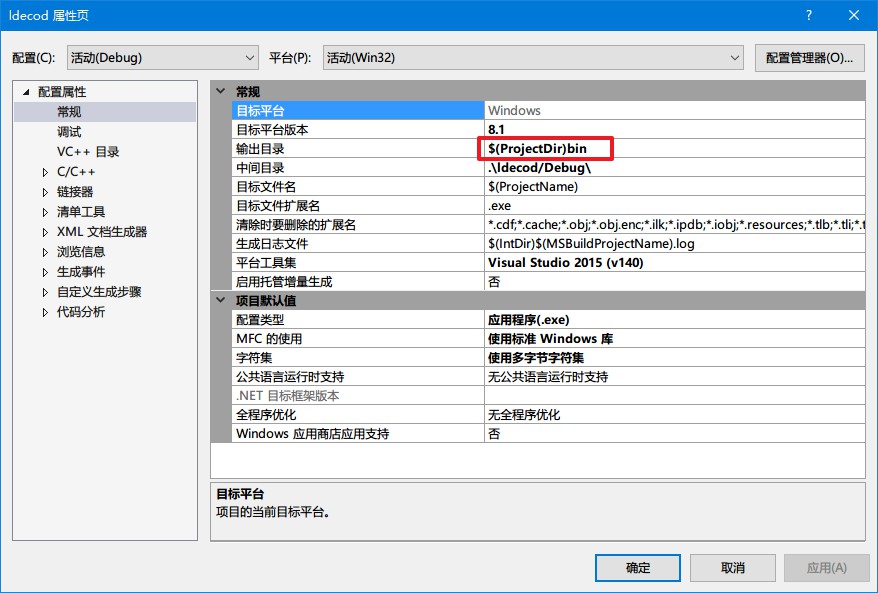 ldecod 属性页
?
配置(C): 活动(Debug) 平台(P): 活动(Win32) 配置管理器(O)...
配置属性
常规
调试
VC++ 目录
C/C++
链接器
清单工具
XML 文档生成器
浏览信息
生成事件
自定义生成步骤
代码分析
常规
目标平台 Windows
目标平台版本 8.1
输出目录 $(ProjectDir)bin
中间目录 .\ldecod/Debug\
目标文件名 $(ProjectName)
目标文件扩展名 .exe
清除时要删除的扩展名 *.cdf;*.cache;*.obj;*.obj.enc;*.ilk;*.ipdb;*.iobj;*.resources;*.tlb;*.tli;*.t
生成日志文件 $(IntDir)$(MSBuildProjectName).log
平台工具集 Visual Studio 2015 (v140)
启用托管增量生成 否
项目默认值
配置类型 应用程序(.exe)
MFC 的使用 使用标准 Windows 库
字符集 使用多字节字符集
公共语言运行时支持 无公共语言运行时支持
.NET 目标框架版本
全程序优化 无全程序优化
Windows 应用商店应用支持 否
目标平台
项目的当前目标平台。
确定 取消 应用(A)